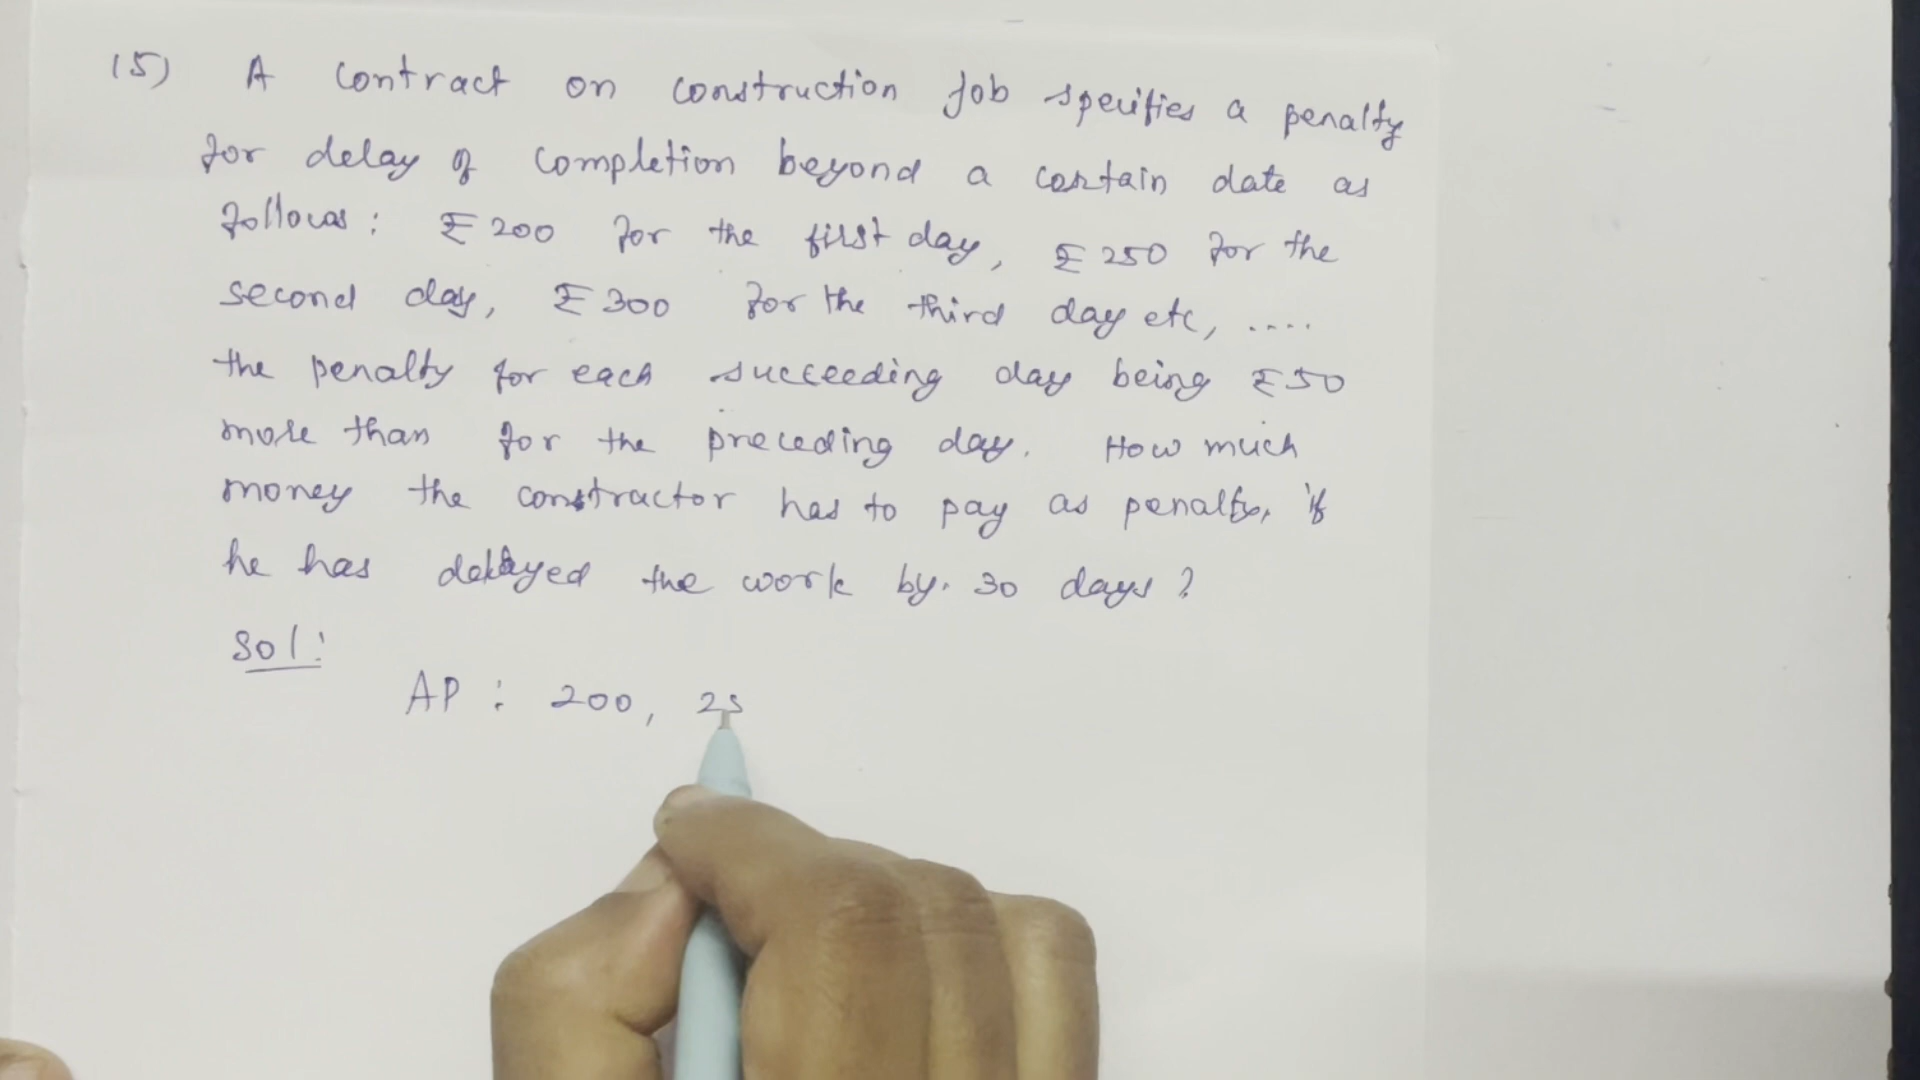 15) A contract on construction job specifies a penalty
for delay of completion beyond a certain date as
follows: ₹200 for the first day, ₹250 for the
second day, ₹300 for the third day etc, ....
the penalty for each succeeding day being ₹50
more than for the preceding day. How much
money the constractor has to pay as penalty, if
he has delayed the work by. 30 days?
Sol:
AP : 200, 25